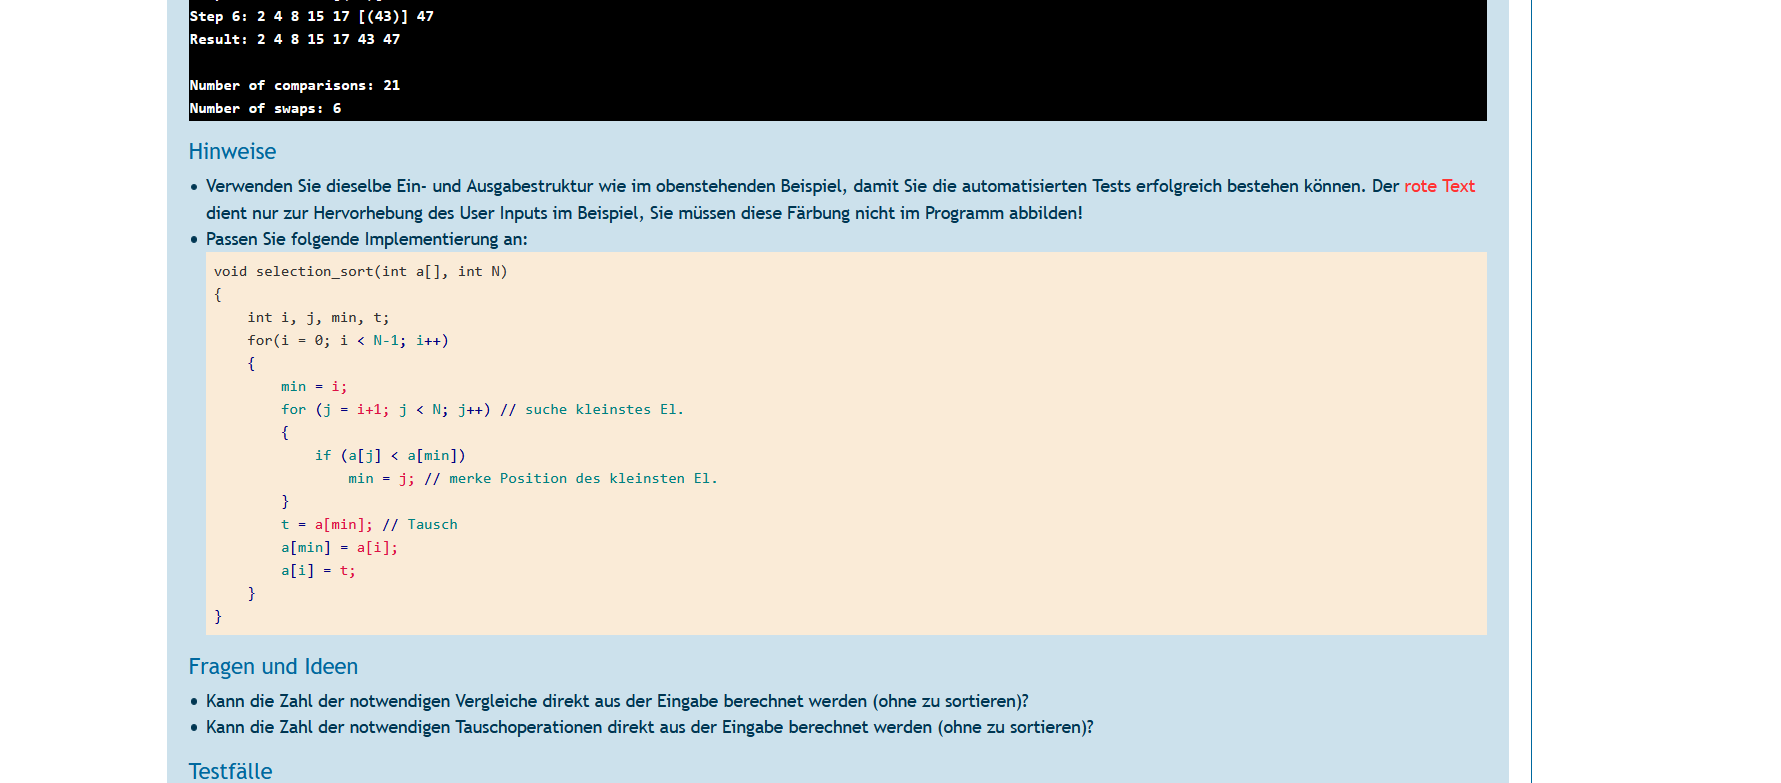 Step 6: 2 4 8 15 17 [(43)] 47
Result: 2 4 8 15 17 43 47
Number of comparisons: 21
Number of swaps: 6
Hinweise
• Verwenden Sie dieselbe Ein- und Ausgabestruktur wie im obenstehenden Beispiel, damit Sie die automatisierten Tests erfolgreich bestehen können. Der rote Text
dient nur zur Hervorhebung des User Inputs im Beispiel, Sie müssen diese Färbung nicht im Programm abbilden!
• Passen Sie folgende Implementierung an:
void selection_sort(int a[], int N)
{
    int i, j, min, t;
    for(i = 0; i < N-1; i++)
    {
        min = i;
        for (j = i+1; j < N; j++) // suche kleinstes El.
        {
            if (a[j] < a[min])
                min = j; // merke Position des kleinsten El.
        }
        t = a[min]; // Tausch
        a[min] = a[i];
        a[i] = t;
    }
}
Fragen und Ideen
• Kann die Zahl der notwendigen Vergleiche direkt aus der Eingabe berechnet werden (ohne zu sortieren)?
• Kann die Zahl der notwendigen Tauschoperationen direkt aus der Eingabe berechnet werden (ohne zu sortieren)?
Testfälle